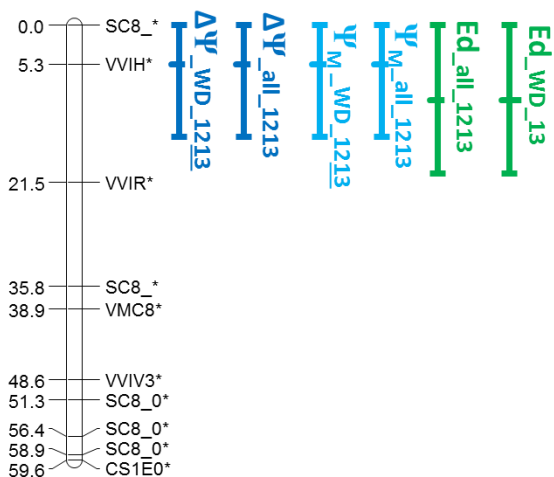 0.0 SC8_*
5.3 VVIH*
21.5 VVIR*
35.8 SC8_*
38.9 VMC8*
48.6 VVIV3*
51.3 SC8_0*
56.4 SC8_0*
58.9 SC8_0*
59.6 CS1E0*
ΔΨ_WD_1213
ΔΨ_all_1213
Ψ_M_WD_1213
Ψ_M_all_1213
Ed_all_1213
Ed_WD_13